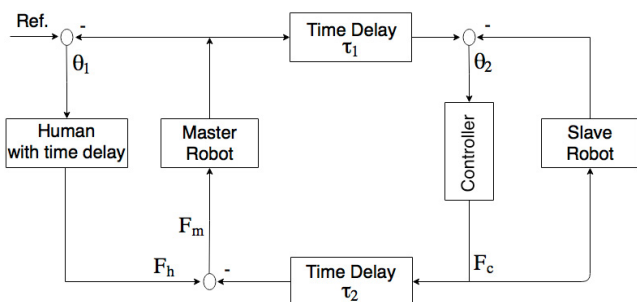 Ref.
-
Time Delay
τ₁
-
θ₁
θ₂
Human
with time delay
Master
Robot
Controller
Slave
Robot
Fₘ
Fₕ
-
Time Delay
τ₂
F_c